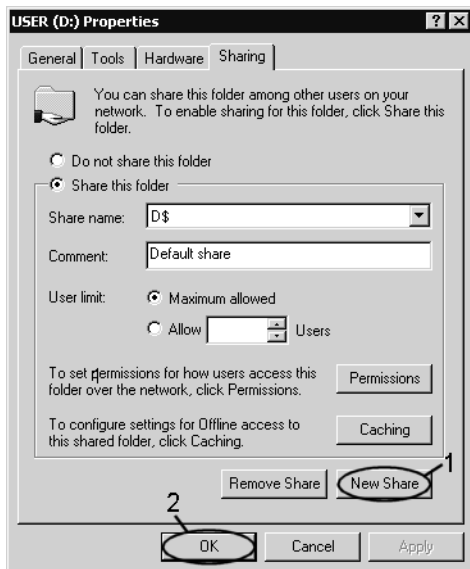 USER (D:) Properties ? X
General Tools Hardware Sharing
You can share this folder among other users on your
network. To enable sharing for this folder, click Share this
folder.
Do not share this folder
Share this folder
Share name: D$
Comment: Default share
User limit: Maximum allowed
Allow Users
To set permissions for how users access this
folder over the network, click Permissions.
Permissions
To configure settings for Offline access to
this shared folder, click Caching.
Caching
1
Remove Share New Share
2
OK Cancel Apply